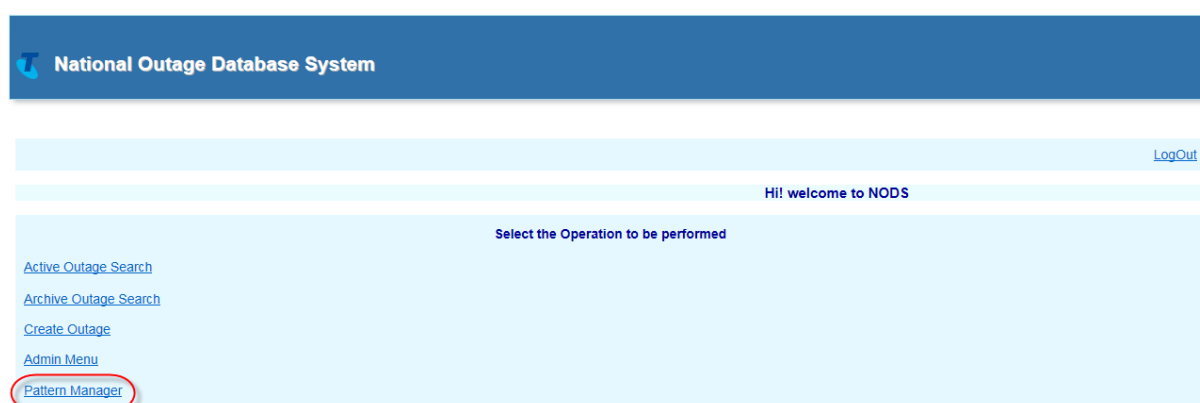 National Outage Database System
LogOut
Hi! welcome to NODS
Select the Operation to be performed
Active Outage Search
Archive Outage Search
Create Outage
Admin Menu
Pattern Manager